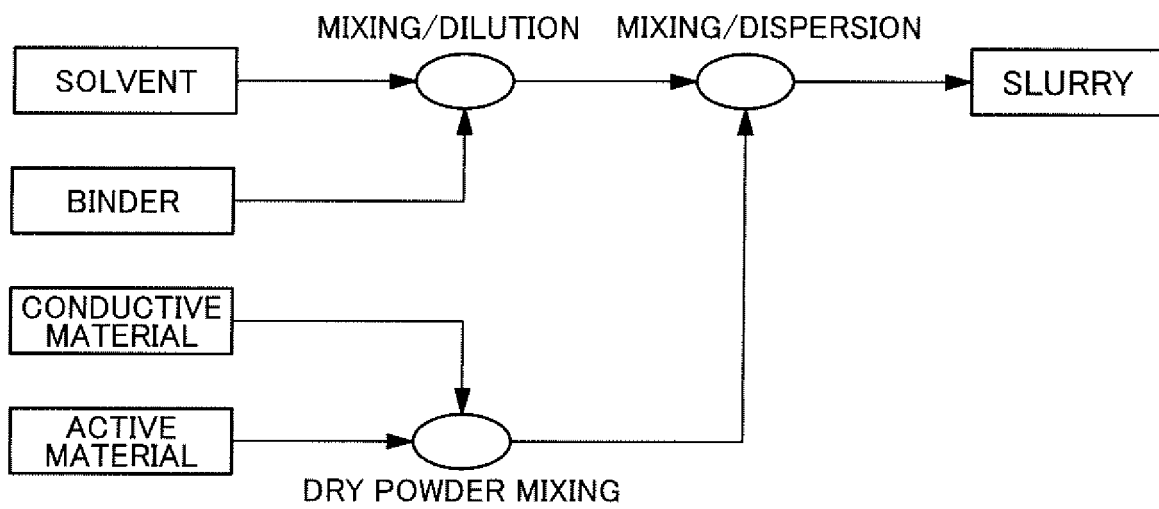 MIXING/DILUTION
MIXING/DISPERSION
SOLVENT
SLURRY
BINDER
CONDUCTIVE
MATERIAL
ACTIVE
MATERIAL
DRY POWDER MIXING